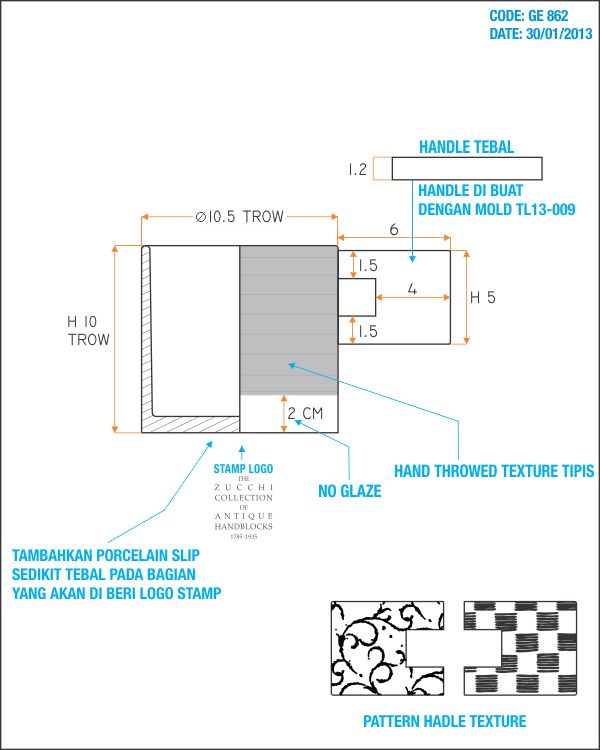 CODE: GE 862
DATE: 30/01/2013
HANDLE TEBAL
1.2
HANDLE DI BUAT
DENGAN MOLD TL13-009
Ø10.5 TROW
6
1.5
4
H 5
1.5
H 10
TROW
2 CM
HAND THROWED TEXTURE TIPIS
NO GLAZE
STAMP LOGO
THE
ZUCCHI
COLLECTION
OF
ANTIQUE
HANDBLOCKS
1785-1935
TAMBAHKAN PORCELAIN SLIP
SEDIKIT TEBAL PADA BAGIAN
YANG AKAN DI BERI LOGO STAMP
PATTERN HADLE TEXTURE